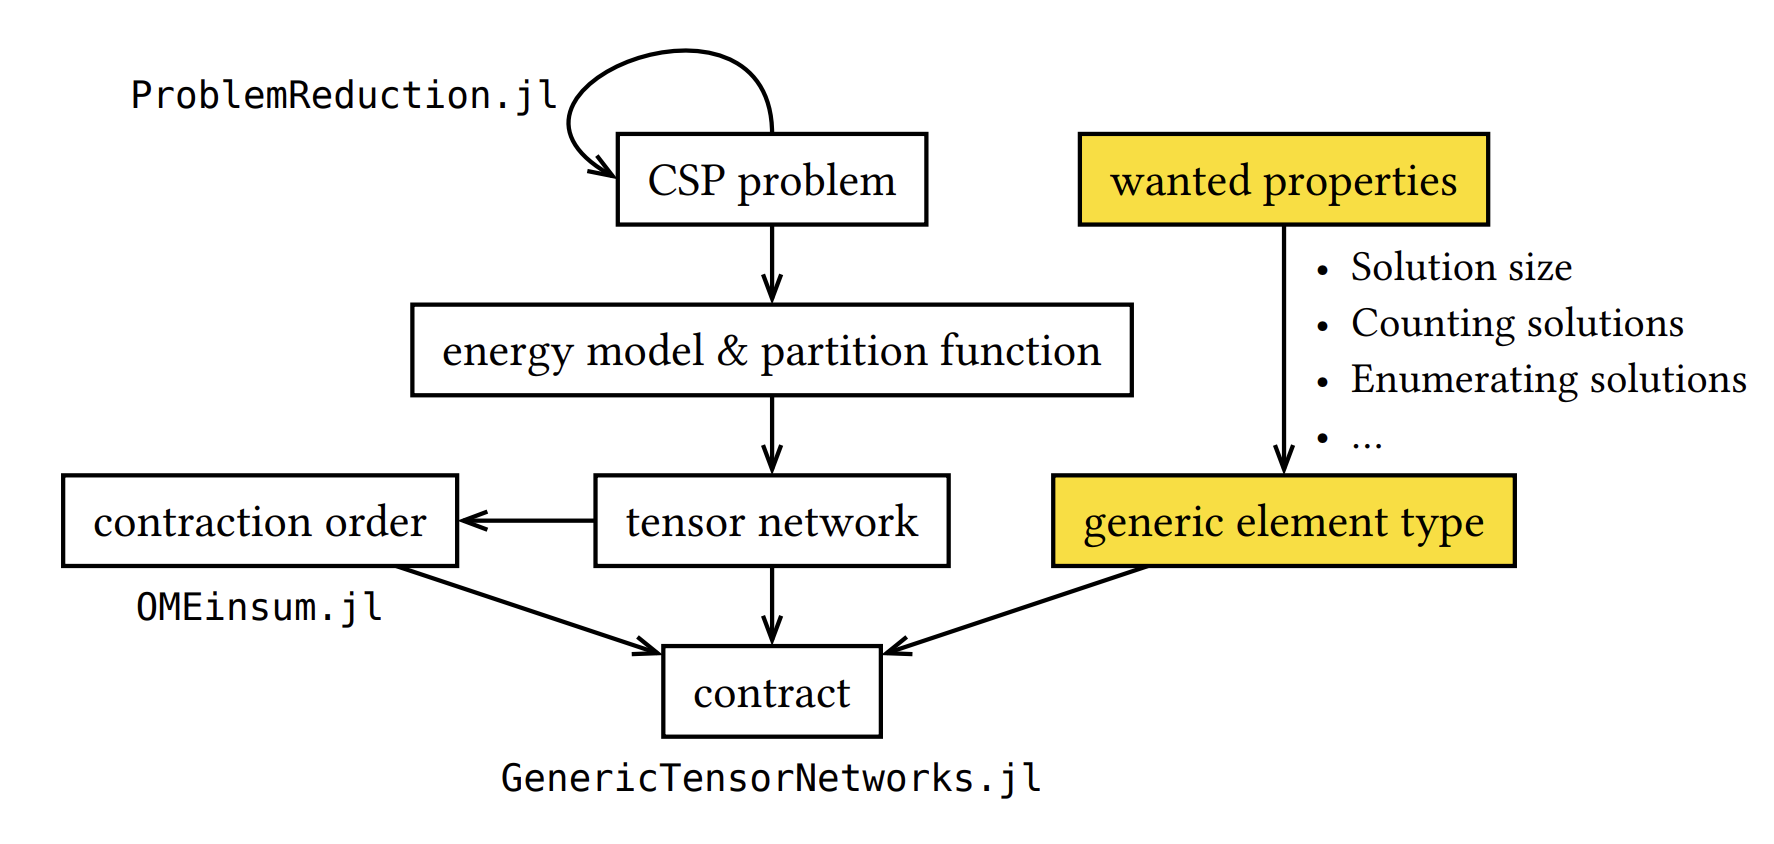 ProblemReduction.jl
CSP problem
wanted properties
• Solution size
• Counting solutions
• Enumerating solutions
• ...
energy model & partition function
contraction order
tensor network
generic element type
OMEinsum.jl
contract
GenericTensorNetworks.jl